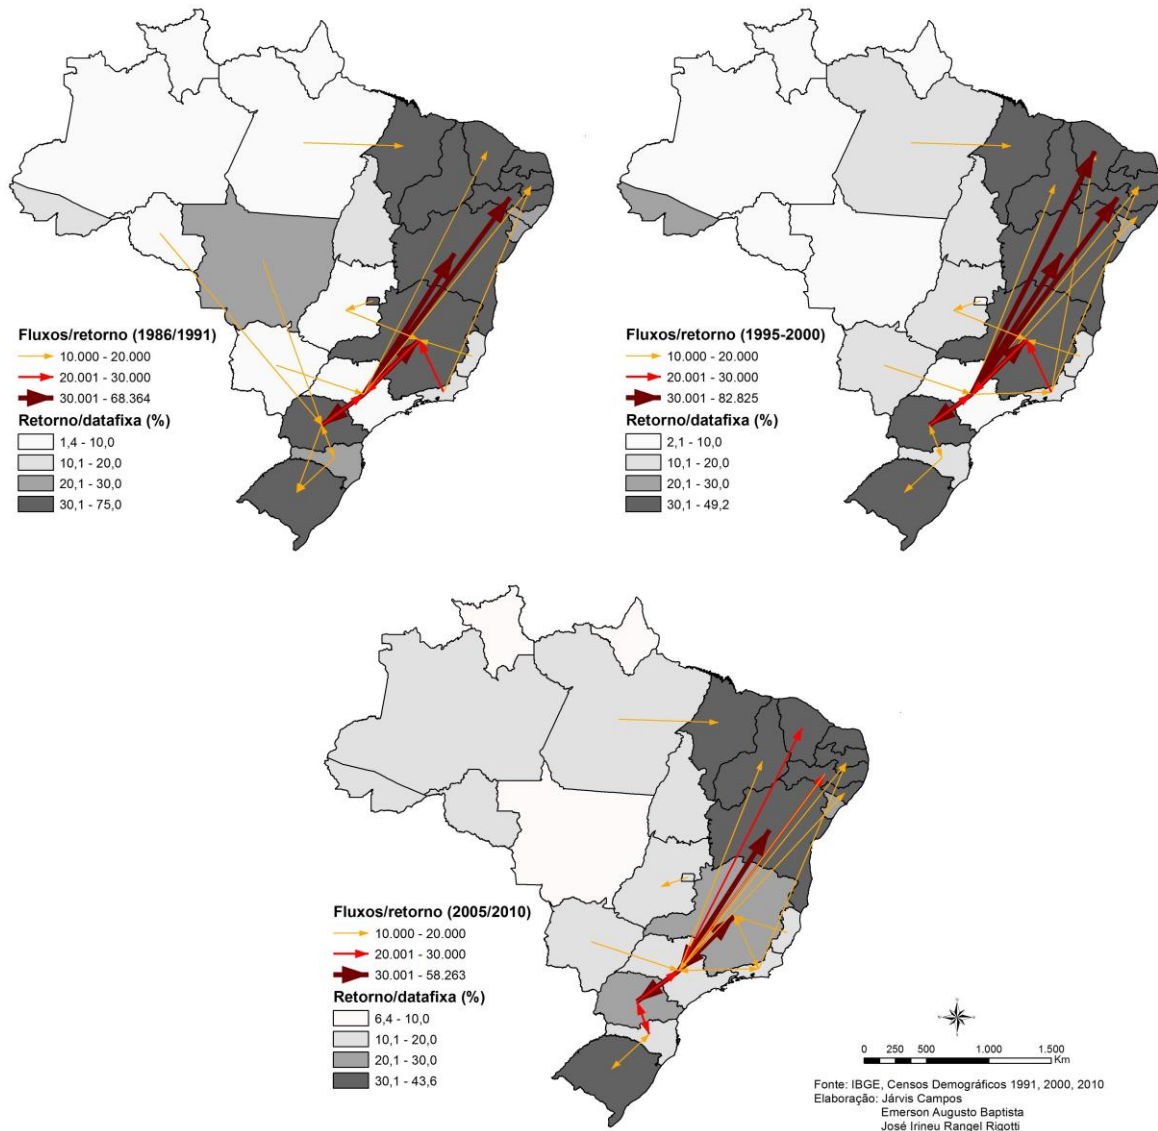 Fluxos/retorno (1986/1991)
10.000 - 20.000
20.001 - 30.000
30.001 - 68.364
Retorno/datafixa (%)
1,4 - 10,0
10,1 - 20,0
20,1 - 30,0
30,1 - 75,0
Fluxos/retorno (1995-2000)
10.000 - 20.000
20.001 - 30.000
30.001 - 82.825
Retorno/datafixa (%)
2,1 - 10,0
10,1 - 20,0
20,1 - 30,0
30,1 - 49,2
Fluxos/retorno (2005/2010)
10.000 - 20.000
20.001 - 30.000
30.001 - 58.263
Retorno/datafixa (%)
6,4 - 10,0
10,1 - 20,0
20,1 - 30,0
30,1 - 43,6
0 250 500 1.000 1.500
Km
Fonte: IBGE, Censos Demográficos 1991, 2000, 2010
Elaboração: Járvis Campos
Emerson Augusto Baptista
José Irineu Rangel Rigotti